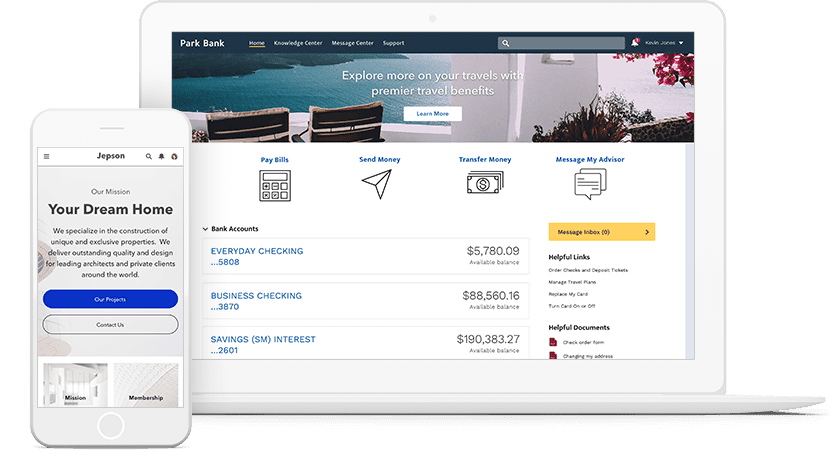 Park Bank
Home Knowledge Center Message Center Support
Kevin Jones
Explore more on your travels with
premier travel benefits
Learn More
Pay Bills
Send Money
Transfer Money
Message My Advisor
Bank Accounts
EVERYDAY CHECKING
...5808
$5,780.09
Available balance
BUSINESS CHECKING
...3870
$88,560.16
Available balance
SAVINGS (SM) INTEREST
...2601
$190,383.27
Available balance
Message Inbox (0)
Helpful Links
Order Checks and Deposit Tickets
Manage Travel Plans
Replace My Card
Turn Card On or Off
Helpful Documents
Check order form
Changing my address
Jepson
Our Mission
Your Dream Home
We specialize in the construction of
unique and exclusive properties. We
deliver outstanding quality and design
for leading architects and private clients
around the world.
Our Projects
Contact Us
Mission
Membership